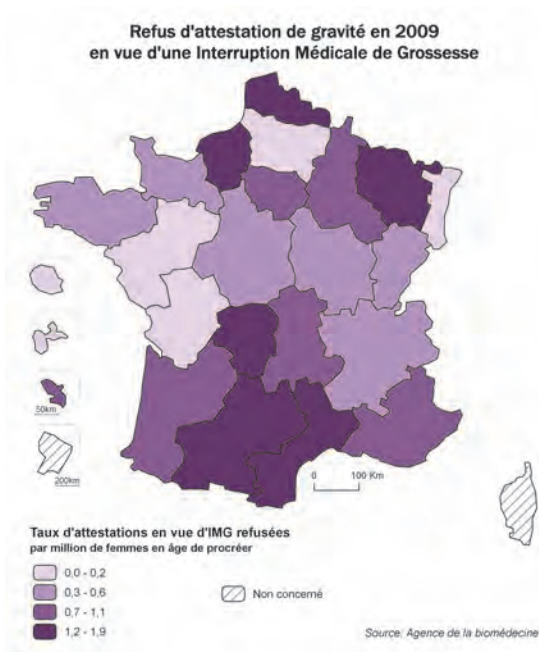 Refus d'attestation de gravité en 2009
en vue d'une Interruption Médicale de Grossesse
50km
200km
0 100 Km
Taux d'attestations en vue d'IMG refusées
par million de femmes en âge de procréer
0,0 - 0,2
0,3 - 0,6
0,7 - 1,1
1,2 - 1,9
Non concerné
Source: Agence de la biomédecine